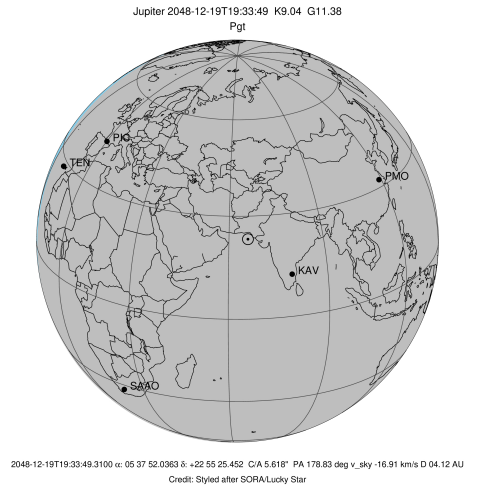 Jupiter 2048-12-19T19:33:49 K9.04 G11.38
Pgt
PIC
TEN
PMO
KAV
SAAO
2048-12-19T19:33:49.3100 α: 05 37 52.0363 δ: +22 55 25.452 C/A 5.618" PA 178.83 deg v_sky -16.91 km/s D 04.12 AU
Credit: Styled after SORA/Lucky Star